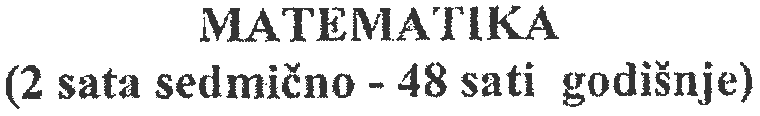 MATEMATIKA
(2 sata sedmično - 48 sati godišnje)